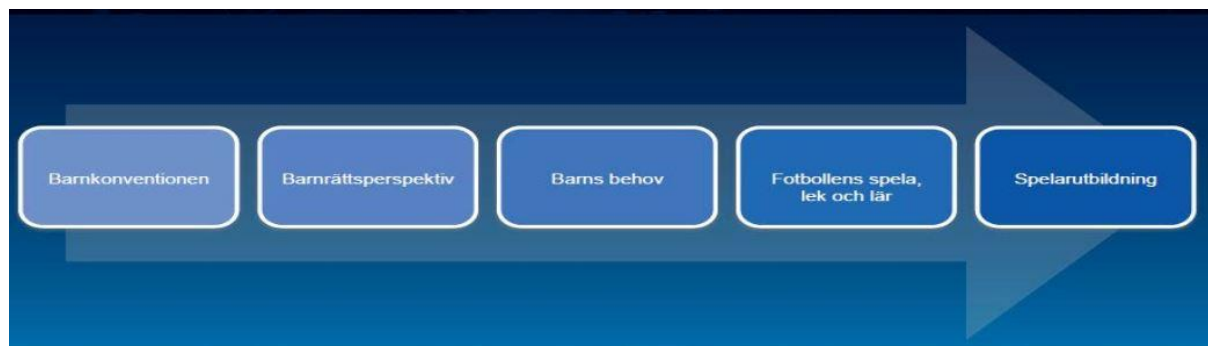 Barnkonventionen
Barnrättsperspektiv
Barns behov
Fotbollens spela,
lek och lär
Spelarutbildning